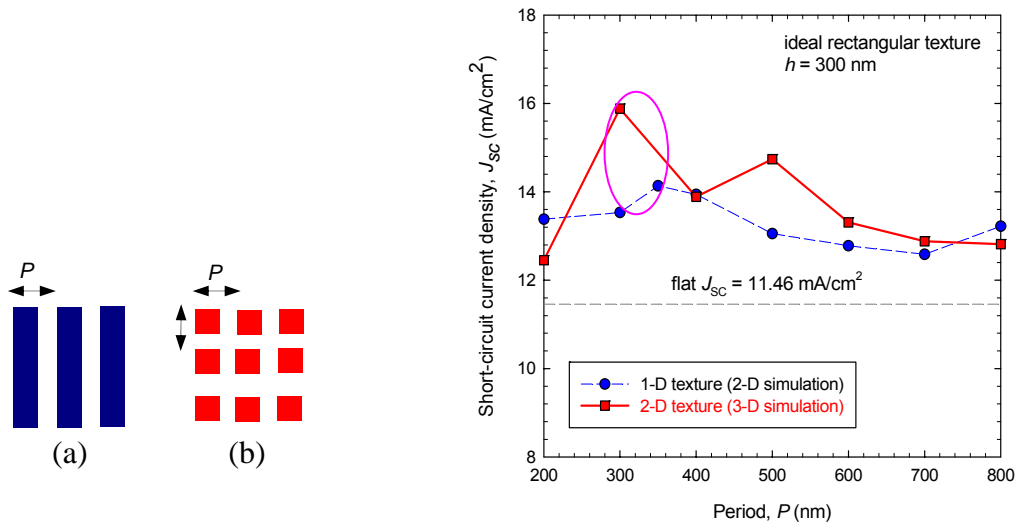 P
P
(a)
(b)
Short-circuit current density, JSC (mA/cm2)
18
16
14
12
10
8
ideal rectangular texture
h = 300 nm
flat JSC = 11.46 mA/cm2
1-D texture (2-D simulation)
2-D texture (3-D simulation)
200 300 400 500 600 700 800
Period, P (nm)